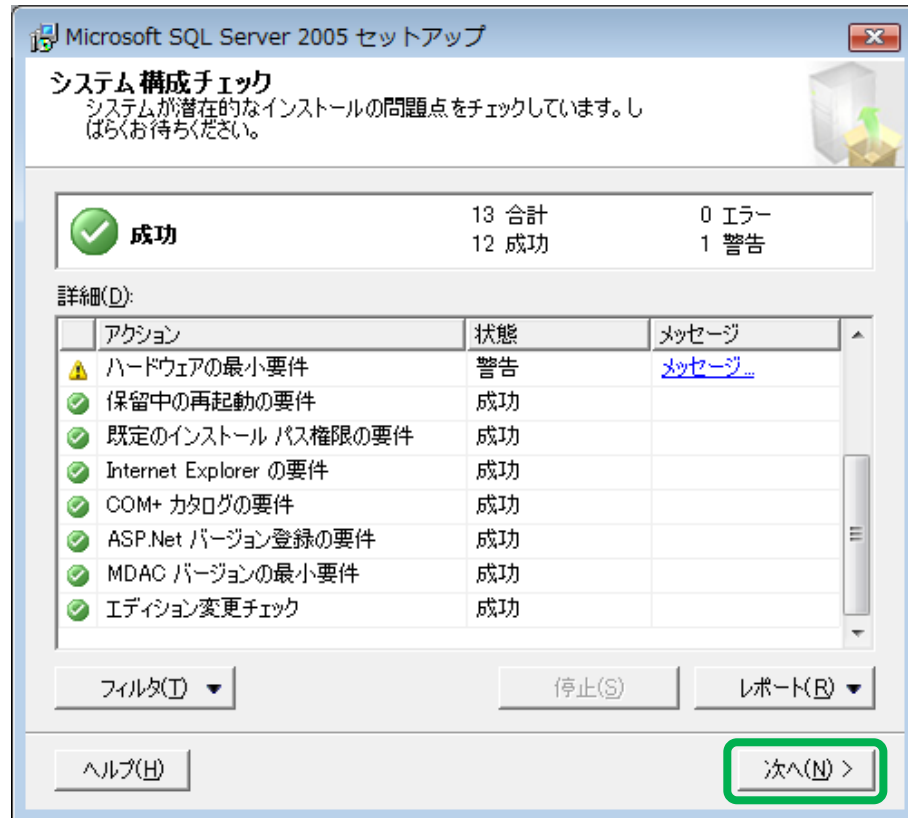 Microsoft SQL Server 2005 セットアップ
システム構成チェック
システムが潜在的なインストールの問題点をチェックしています。し
ばらくお待ちください。
成功 13 合計 0 エラー
12 成功 1 警告
詳細(D):
アクション 状態 メッセージ
ハードウェアの最小要件 警告 メッセージ...
保留中の再起動の要件 成功
既定のインストール パス権限の要件 成功
Internet Explorer の要件 成功
COM+ カタログの要件 成功
ASP.Net バージョン登録の要件 成功
MDAC バージョンの最小要件 成功
エディション変更チェック 成功
フィルタ(T) 停止(S) レポート(R)
ヘルプ(H) 次へ(N) >